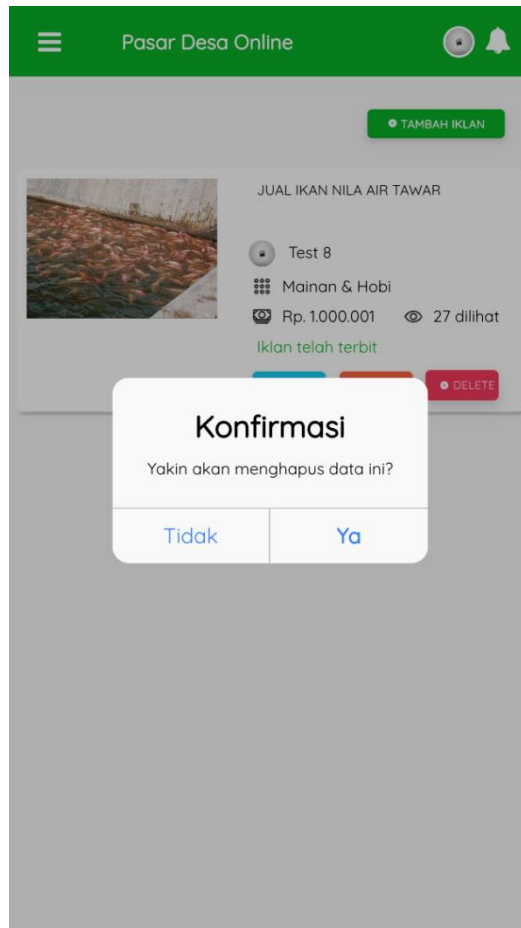 Pasar Desa Online
TAMBAH IKLAN
JUAL IKAN NILA AIR TAWAR
Test 8
Mainan & Hobi
Rp. 1.000.001 27 dilihat
Iklan telah terbit
DELETE
Konfirmasi
Yakin akan menghapus data ini?
Tidak Ya